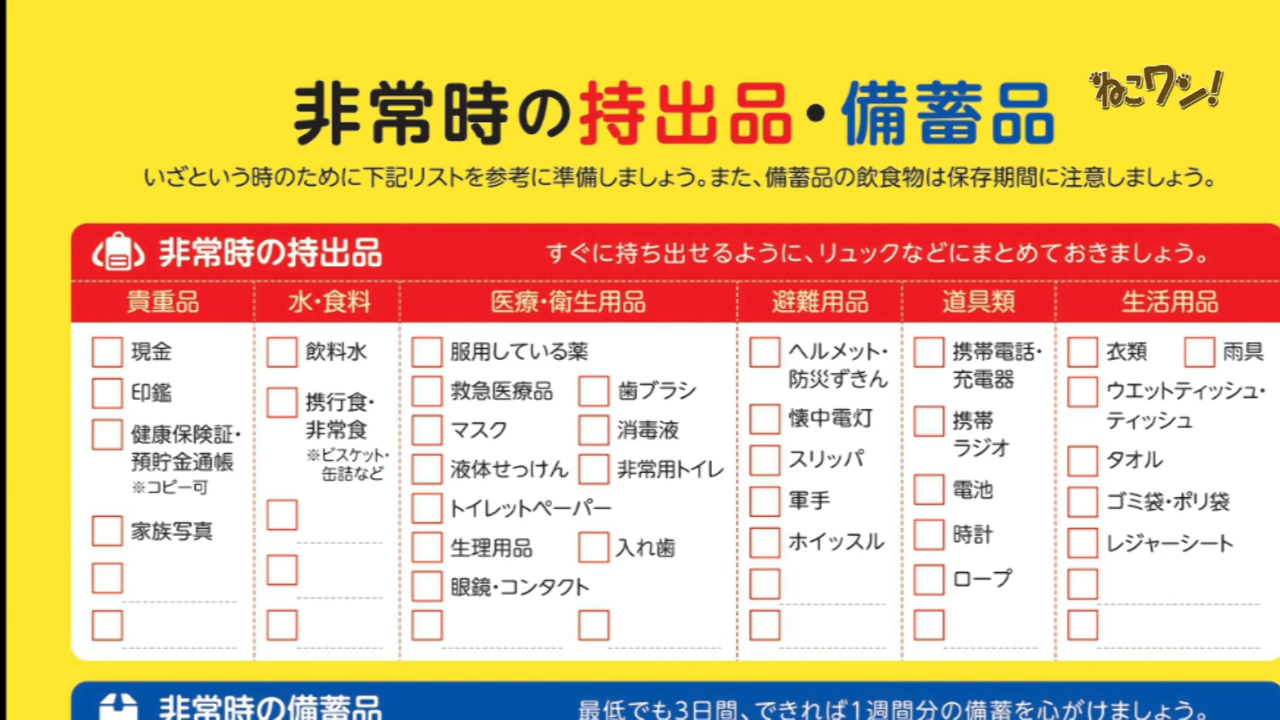 ねこワン!
非常時の持出品・備蓄品
いざという時のために下記リストを参考に準備しましょう。また、備蓄品の飲食物は保存期間に注意しましょう。
非常時の持出品
すぐに持ち出せるように、リュックなどにまとめておきましょう。
貴重品
現金
印鑑
健康保険証・
預貯金通帳
※コピー可
家族写真
水・食料
飲料水
携行食・
非常食
※ビスケット・
缶詰など
医療・衛生用品
服用している薬
救急医療品
歯ブラシ
マスク
消毒液
液体せっけん
非常用トイレ
トイレットペーパー
生理用品
入れ歯
眼鏡・コンタクト
避難用品
ヘルメット・
防災ずきん
懐中電灯
スリッパ
軍手
ホイッスル
道具類
携帯電話・
充電器
携帯
ラジオ
電池
時計
ロープ
生活用品
衣類
雨具
ウエットティッシュ・
ティッシュ
タオル
ゴミ袋・ポリ袋
レジャーシート
非常時の備蓄品
最低でも3日間、できれば1週間分の備蓄を心がけましょう。